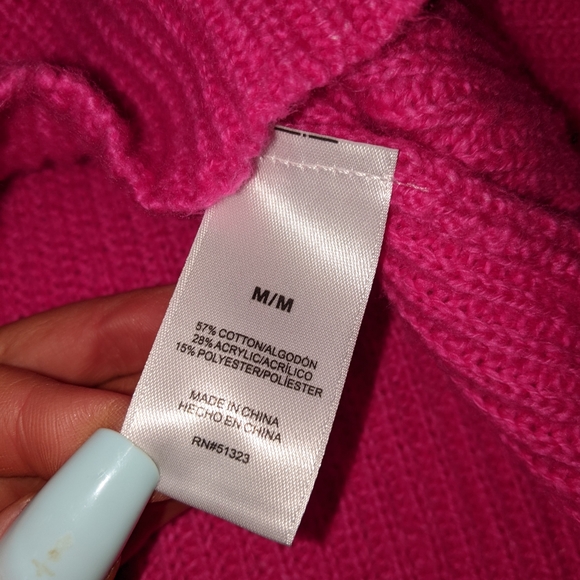 M/M
57% COTTON/ALGODÓN
28% ACRYLIC/ACRÍLICO
15% POLYESTER/POLIÉSTER
MADE IN CHINA
HECHO EN CHINA
RN#51323